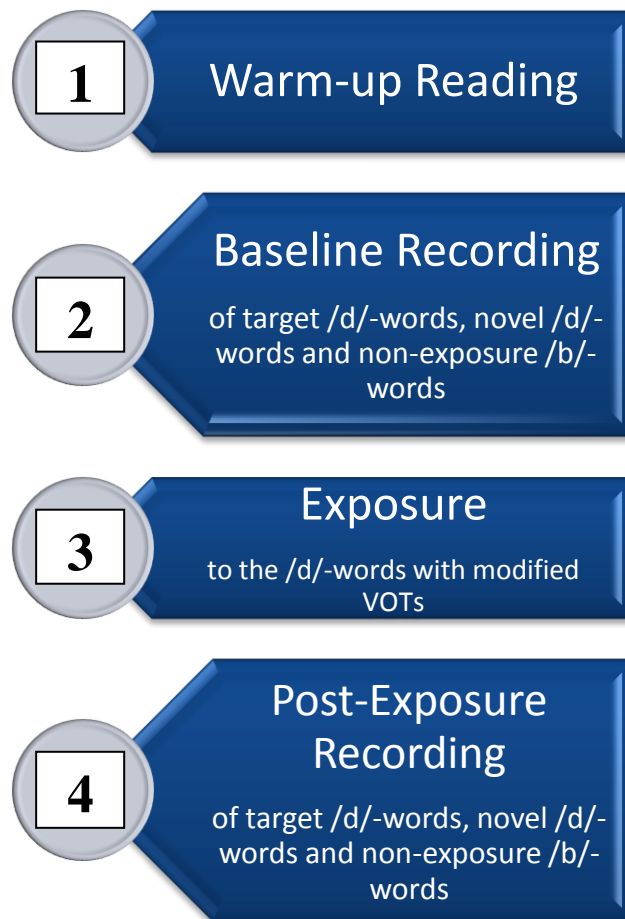 1
Warm-up Reading
2
Baseline Recording
of target /d/-words, novel /d/-
words and non-exposure /b/-
words
3
Exposure
to the /d/-words with modified
VOTs
4
Post-Exposure
Recording
of target /d/-words, novel /d/-
words and non-exposure /b/-
words